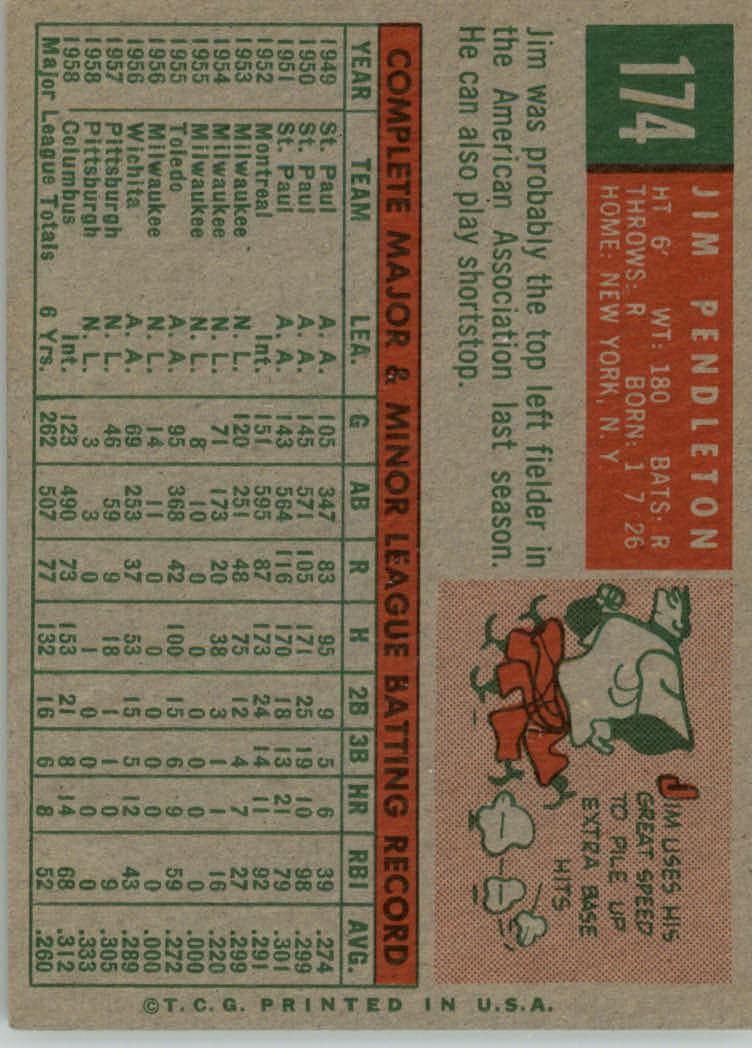 174
JIM PENDLETON
HT 6' WT: 180 BATS: R
THROWS: R BORN: 1 7 26
HOME: NEW YORK, N. Y
Jim was probably the top left fielder in
the American Association last season.
He can also play shortstop.
JIM USES HIS
GREAT SPEED
TO PILE UP
EXTRA BASE
HITS
COMPLETE MAJOR & MINOR LEAGUE BATTING RECORD
YEAR TEAM LEA. G AB R H 2B 3B HR RBI AVG.
1949 St. Paul A. A. 105 347 83 95 9 5 6 39 .274
1950 St. Paul A. A. 145 571 105 171 25 19 10 98 .299
1951 St. Paul A. A. 143 564 116 170 18 13 21 79 .301
1952 Montreal Int. 151 595 87 173 24 14 11 92 .291
1953 Milwaukee N. L. 120 251 48 75 12 4 7 27 .299
1954 Milwaukee N. L. 71 173 20 38 3 1 1 16 .220
1955 Milwaukee N. L. 8 10 0 0 0 0 0 0 .000
1955 Toledo A. A. 95 368 42 100 15 6 9 59 .272
1956 Milwaukee N. L. 14 11 0 0 0 0 0 0 .000
1956 Wichita A. A. 69 253 37 53 15 5 12 43 .289
1957 Pittsburgh N. L. 46 59 9 18 1 1 0 9 .305
1958 Pittsburgh N. L. 3 3 0 1 0 0 0 0 .333
1958 Columbus Int. 123 490 73 153 21 8 14 68 .312
Major League Totals 6 Yrs. 262 507 77 132 16 6 8 52 .260
©T.C.G. PRINTED IN U.S.A.